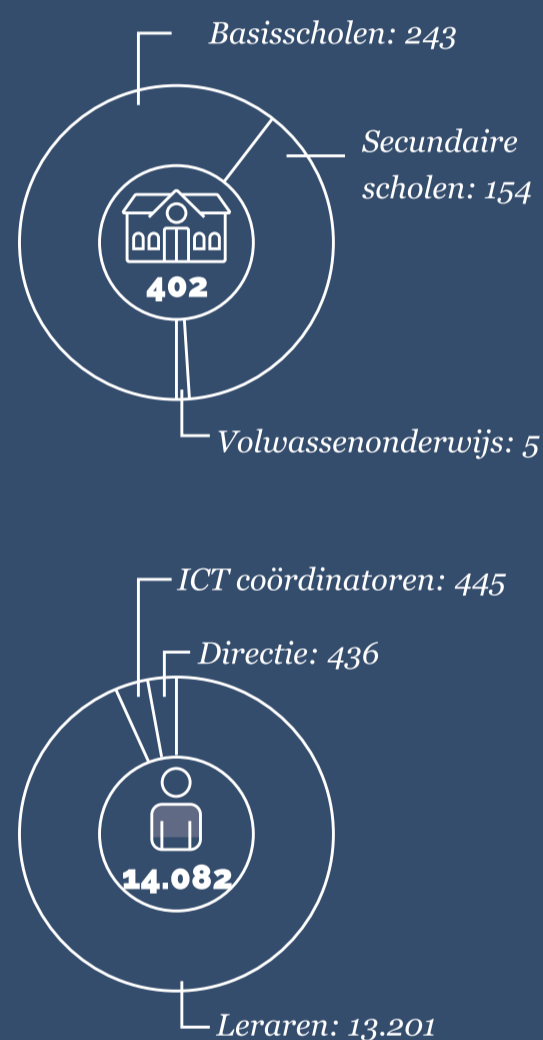 Basisscholen: 243
Secundaire
scholen: 154
402
Volwassenonderwijs: 5
ICT coördinatoren: 445
Directie: 436
14.082
Leraren: 13.201